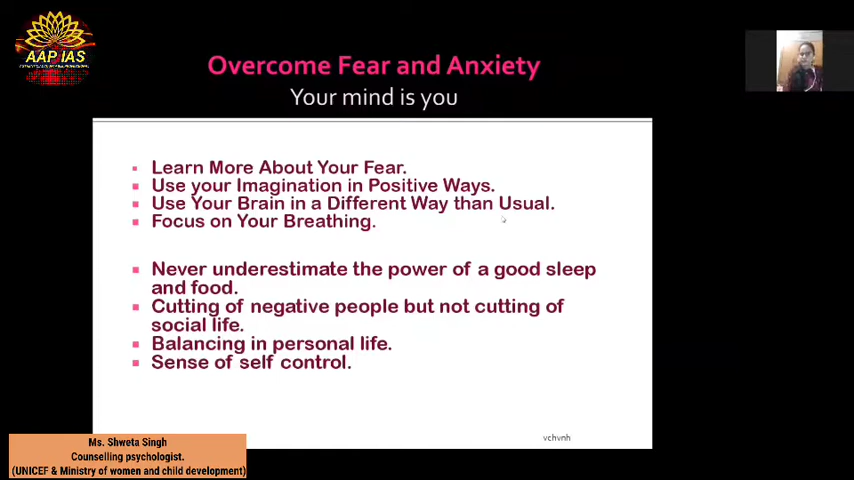 AAP IAS
Overcome Fear and Anxiety
Your mind is you
Learn More About Your Fear.
Use your Imagination in Positive Ways.
Use Your Brain in a Different Way than Usual.
Focus on Your Breathing.
Never underestimate the power of a good sleep
and food.
Cutting of negative people but not cutting of
social life.
Balancing in personal life.
Sense of self control.
vchvnh
Ms. Shweta Singh
Counselling psychologist.
(UNICEF & Ministry of women and child development)